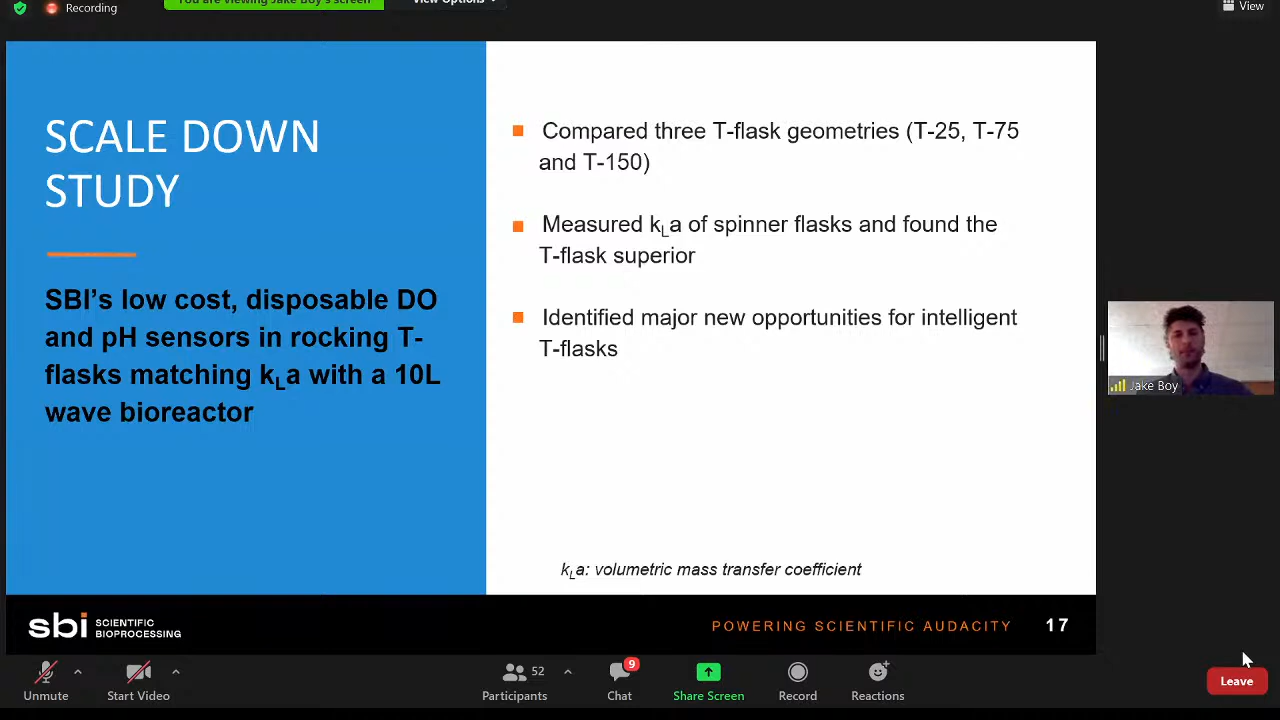 Recording
You are viewing Jake Boy's screen
View Options
View
SCALE DOWN
STUDY
SBI's low cost, disposable DO
and pH sensors in rocking T-
flasks matching kLa with a 10L
wave bioreactor
Compared three T-flask geometries (T-25, T-75
and T-150)
Measured kLa of spinner flasks and found the
T-flask superior
Identified major new opportunities for intelligent
T-flasks
kLa: volumetric mass transfer coefficient
Jake Boy
sbi SCIENTIFIC
BIOPROCESSING
POWERING SCIENTIFIC AUDACITY 17
Unmute
Start Video
52
Participants
9
Chat
Share Screen
Record
Reactions
Leave